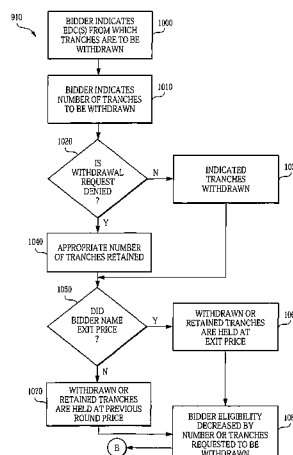 910
BIDDER INDICATES
EDC(S) FROM WHICH
TRANCHES ARE TO BE
WITHDRAWN
1000
BIDDER INDICATES
NUMBER OF TRANCHES
TO BE WITHDRAWN
1010
1020
IS
WITHDRAWAL
REQUEST
DENIED
?
N
Y
INDICATED
TRANCHES
WITHDRAWN
1040
APPROPRIATE NUMBER
OF TRANCHES RETAINED
1050
DID
BIDDER NAME
EXIT PRICE
?
Y
N
WITHDRAWN OR
RETAINED TRANCHES
ARE HELD AT
EXIT PRICE
1070
WITHDRAWN OR
RETAINED TRANCHES
ARE HELD AT PREVIOUS
ROUND PRICE
BIDDER ELIGIBILITY
DECREASED BY
NUMBER OR TRANCHES
REQUESTED TO BE
WITHDRAWN
B